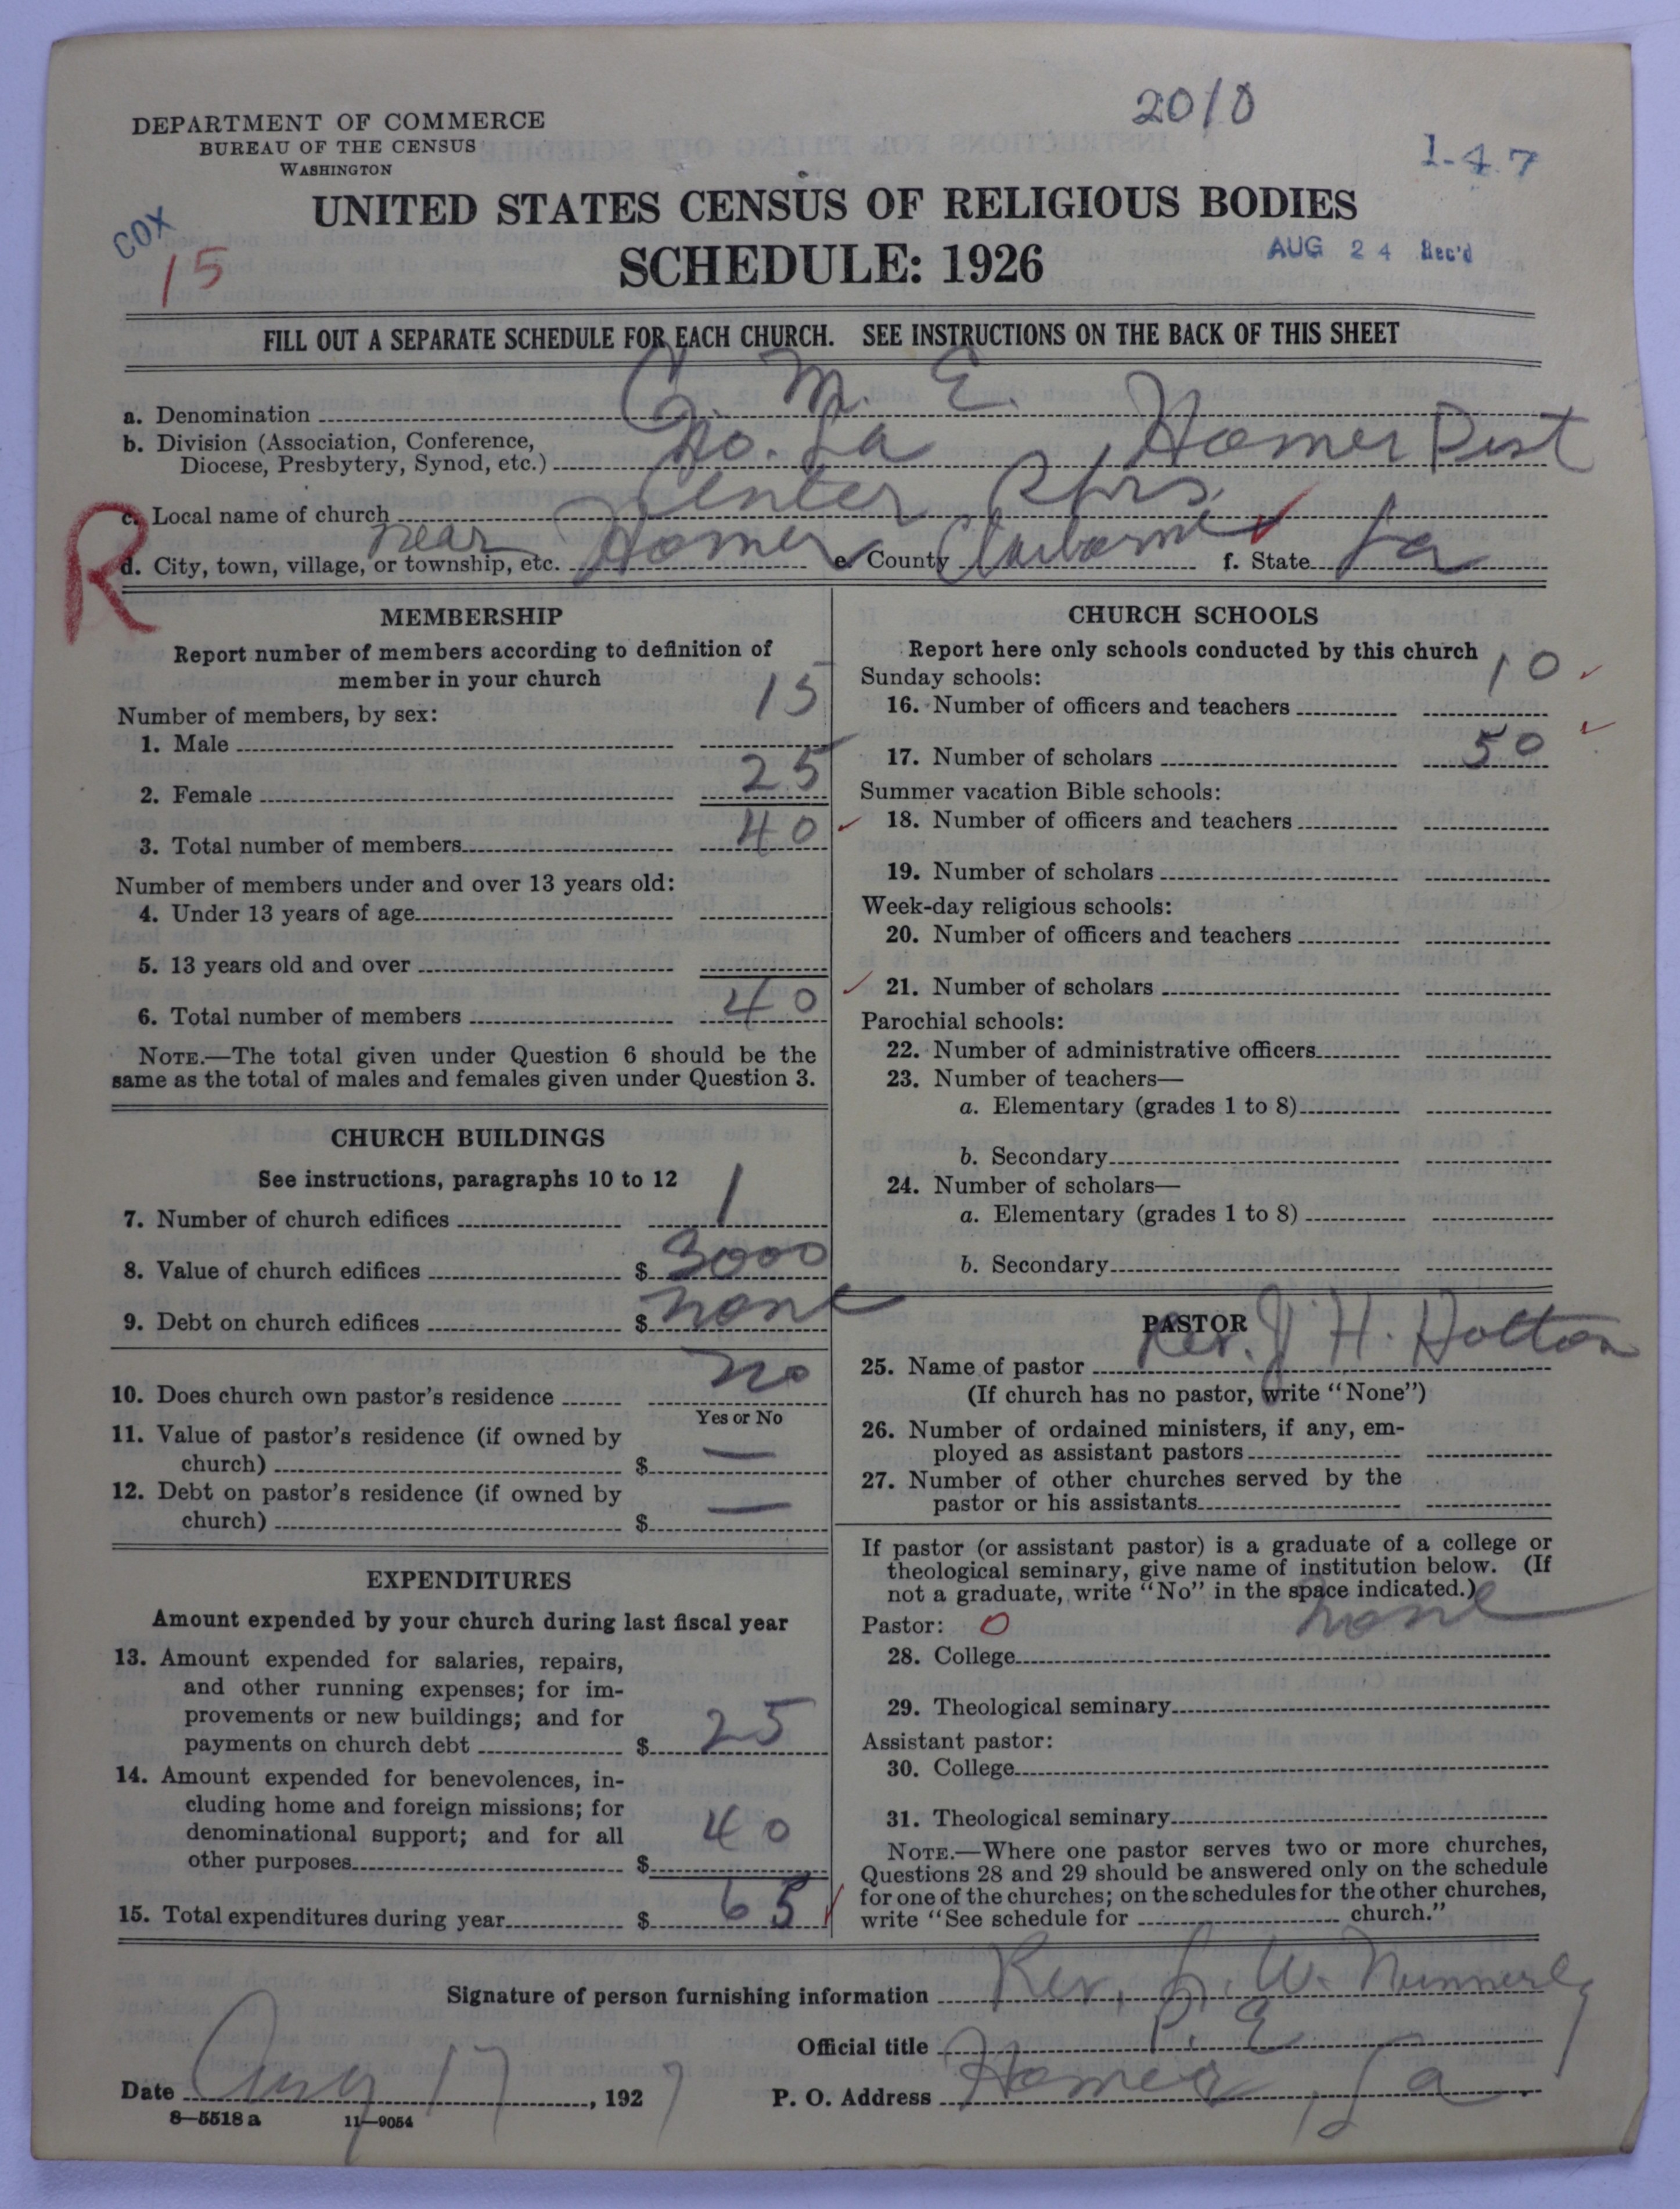 2010
DEPARTMENT OF COMMERCE
BUREAU OF THE CENSUS
WASHINGTON
1-47
UNITED STATES CENSUS OF RELIGIOUS BODIES
COX
15
SCHEDULE: 1926
AUG 24 Rec'd
FILL OUT A SEPARATE SCHEDULE FOR EACH CHURCH. SEE INSTRUCTIONS ON THE BACK OF THIS SHEET
a. Denomination C. M. E.
b. Division (Association, Conference,
Diocese, Presbytery, Synod, etc.) No. La , Homer Dist
R
c. Local name of church Center
d. City, town, village, or township, etc. near Homer e. County Claiborne f. State La
MEMBERSHIP
Report number of members according to definition of
member in your church
Number of members, by sex:
1. Male 15
2. Female 25
3. Total number of members 40
Number of members under and over 13 years old:
4. Under 13 years of age
5. 13 years old and over
6. Total number of members 40
NOTE.—The total given under Question 6 should be the
same as the total of males and females given under Question 3.
CHURCH BUILDINGS
See instructions, paragraphs 10 to 12
7. Number of church edifices 1
8. Value of church edifices $ 3000
9. Debt on church edifices $ none
10. Does church own pastor's residence no
Yes or No
11. Value of pastor's residence (if owned by
church) $ —
12. Debt on pastor's residence (if owned by
church) $ —
EXPENDITURES
Amount expended by your church during last fiscal year
13. Amount expended for salaries, repairs,
and other running expenses; for im-
provements or new buildings; and for
payments on church debt $ 25
14. Amount expended for benevolences, in-
cluding home and foreign missions; for
denominational support; and for all
other purposes $ 40
15. Total expenditures during year $ 65
CHURCH SCHOOLS
Report here only schools conducted by this church
Sunday schools:
16. Number of officers and teachers 10
17. Number of scholars 50
Summer vacation Bible schools:
18. Number of officers and teachers
19. Number of scholars
Week-day religious schools:
20. Number of officers and teachers
21. Number of scholars
Parochial schools:
22. Number of administrative officers
23. Number of teachers—
a. Elementary (grades 1 to 8)
b. Secondary
24. Number of scholars—
a. Elementary (grades 1 to 8)
b. Secondary
PASTOR
25. Name of pastor Rev. J H. Holton
(If church has no pastor, write "None")
26. Number of ordained ministers, if any, em-
ployed as assistant pastors
27. Number of other churches served by the
pastor or his assistants
If pastor (or assistant pastor) is a graduate of a college or
theological seminary, give name of institution below. (If
not a graduate, write "No" in the space indicated.)
Pastor: 0
28. College none
29. Theological seminary
Assistant pastor:
30. College
31. Theological seminary
NOTE.—Where one pastor serves two or more churches,
Questions 28 and 29 should be answered only on the schedule
for one of the churches; on the schedules for the other churches,
write "See schedule for church."
Signature of person furnishing information Rev. L. W. Nunnerly
Official title P. E
Date Aug 17, 1927 P. O. Address Homer, La.
8—5518a 11—9054